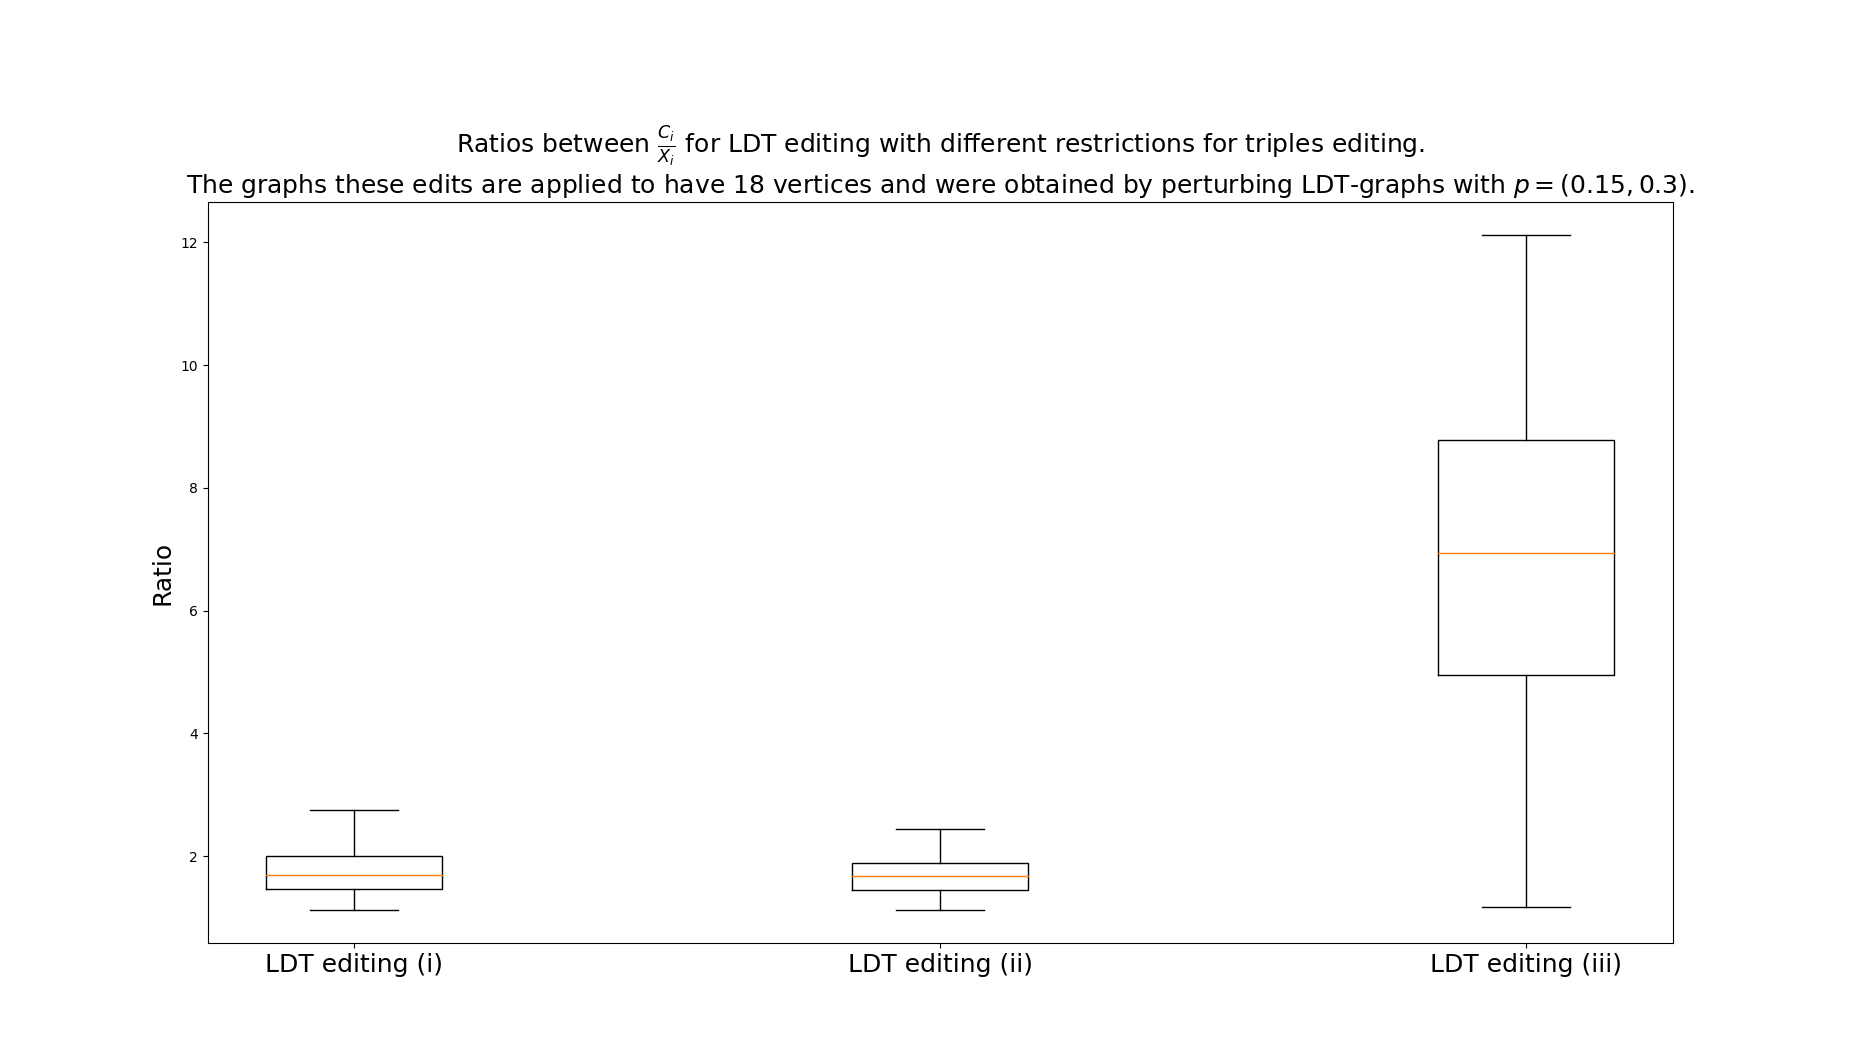 Ratios between $\frac{C_i}{X_i}$ for LDT editing with different restrictions for triples editing.
The graphs these edits are applied to have 18 vertices and were obtained by perturbing LDT-graphs with $p = (0.15, 0.3)$.
12
10
8
6
4
2
Ratio
LDT editing (i)
LDT editing (ii)
LDT editing (iii)